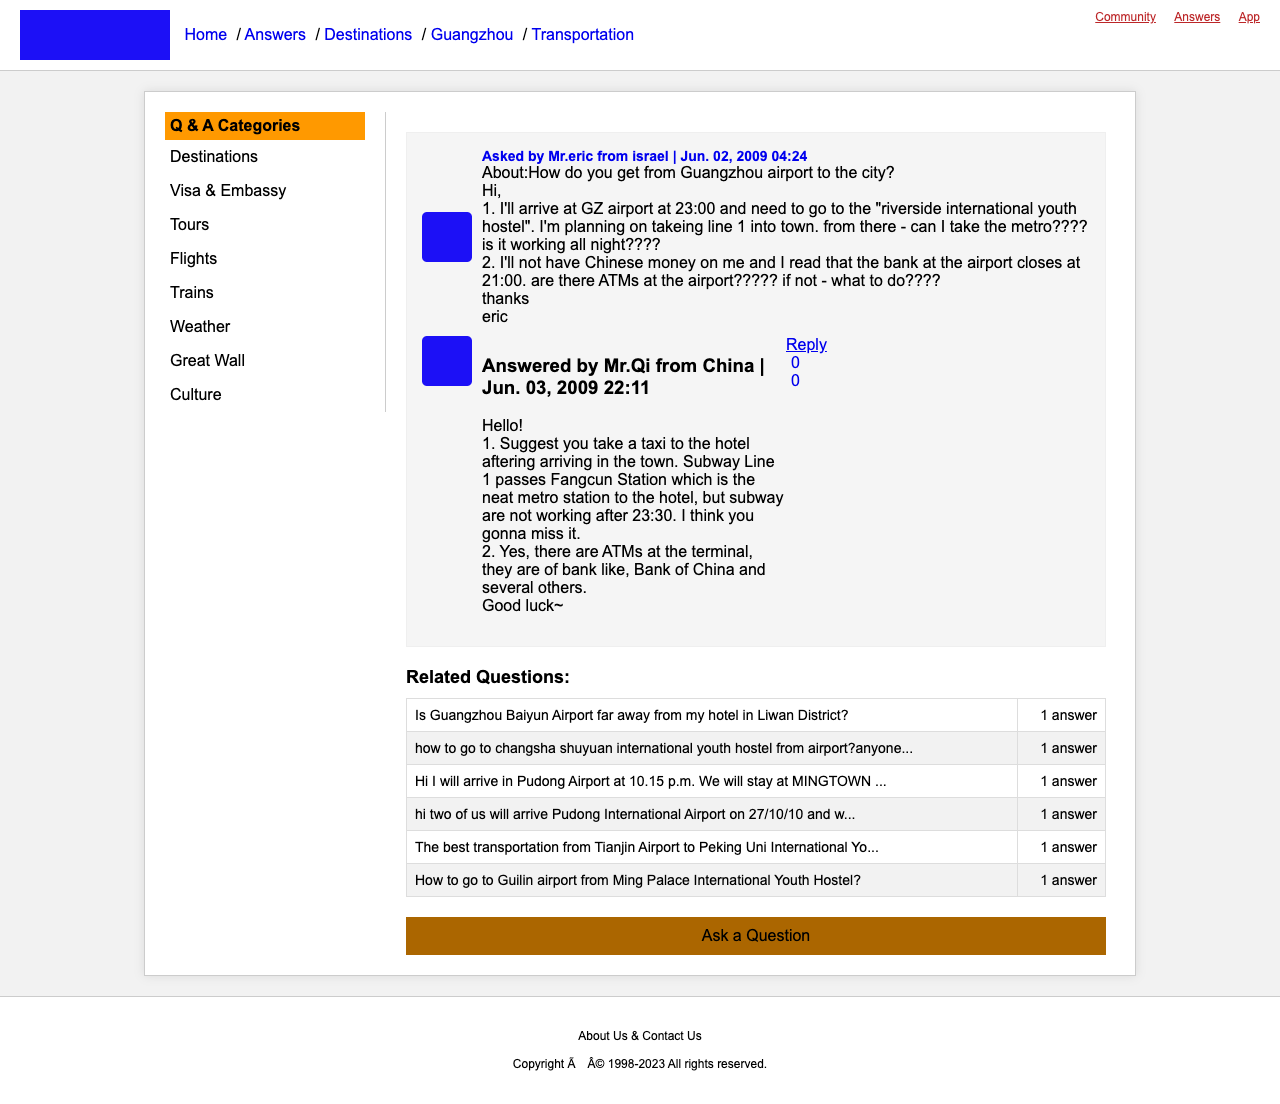 Home / Answers / Destinations / Guangzhou / Transportation
Community Answers App
Q & A Categories
Destinations
Visa & Embassy
Tours
Flights
Trains
Weather
Great Wall
Culture
Asked by Mr.eric from israel | Jun. 02, 2009 04:24
About:How do you get from Guangzhou airport to the city?
Hi,
1. I'll arrive at GZ airport at 23:00 and need to go to the "riverside international youth
hostel". I'm planning on takeing line 1 into town. from there - can I take the metro????
is it working all night????
2. I'll not have Chinese money on me and I read that the bank at the airport closes at
21:00. are there ATMs at the airport????? if not - what to do????
thanks
eric
Answered by Mr.Qi from China |
Jun. 03, 2009 22:11
Hello!
1. Suggest you take a taxi to the hotel
aftering arriving in the town. Subway Line
1 passes Fangcun Station which is the
neat metro station to the hotel, but subway
are not working after 23:30. I think you
gonna miss it.
2. Yes, there are ATMs at the terminal,
they are of bank like, Bank of China and
several others.
Good luck~
Reply
0
0
Related Questions:
Is Guangzhou Baiyun Airport far away from my hotel in Liwan District? 1 answer
how to go to changsha shuyuan international youth hostel from airport?anyone... 1 answer
Hi I will arrive in Pudong Airport at 10.15 p.m. We will stay at MINGTOWN ... 1 answer
hi two of us will arrive Pudong International Airport on 27/10/10 and w... 1 answer
The best transportation from Tianjin Airport to Peking Uni International Yo... 1 answer
How to go to Guilin airport from Ming Palace International Youth Hostel? 1 answer
Ask a Question
About Us & Contact Us
Copyright Ã Â© 1998-2023 All rights reserved.